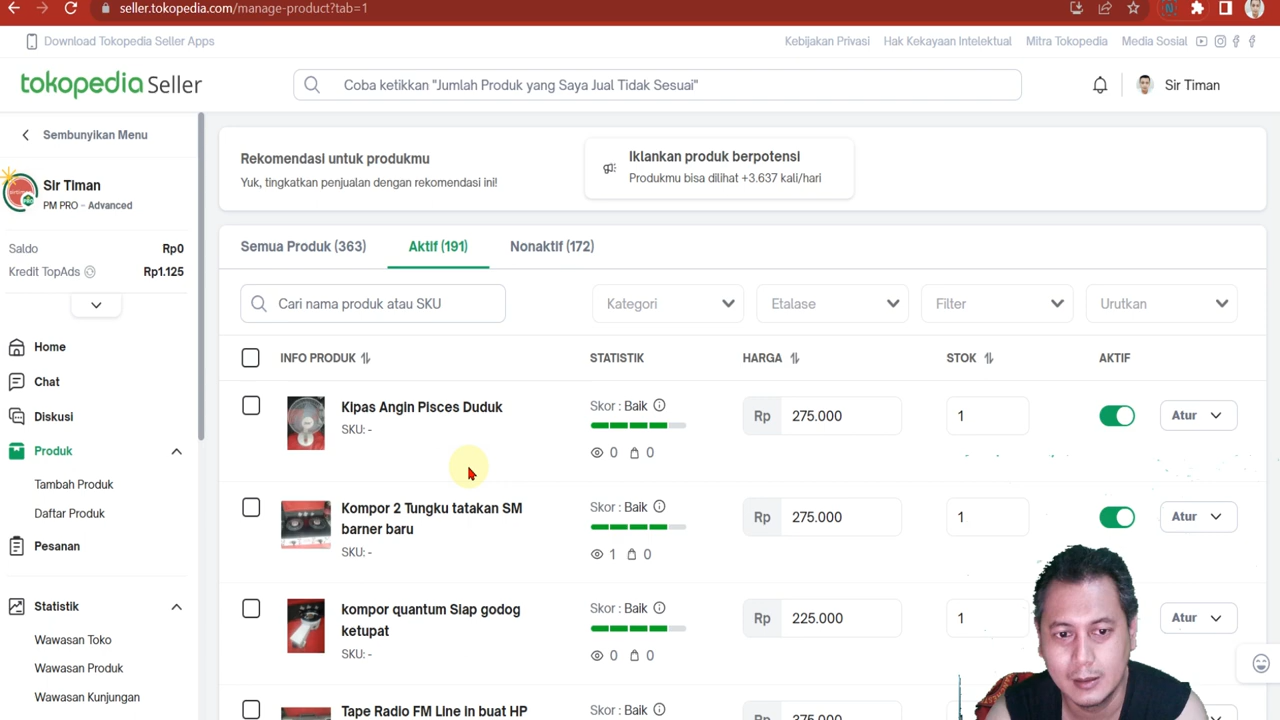 seller.tokopedia.com/manage-product?tab=1
Download Tokopedia Seller Apps
Kebijakan Privasi Hak Kekayaan Intelektual Mitra Tokopedia Media Sosial
tokopedia Seller
Coba ketikkan "Jumlah Produk yang Saya Jual Tidak Sesuai"
Sir Timan
Sembunyikan Menu
Sir Timan
PM PRO - Advanced
Saldo Rp0
Kredit TopAds Rp1.125
Home
Chat
Diskusi
Produk
Tambah Produk
Daftar Produk
Pesanan
Statistik
Wawasan Toko
Wawasan Produk
Wawasan Kunjungan
Rekomendasi untuk produkmu
Yuk, tingkatkan penjualan dengan rekomendasi ini!
Iklankan produk berpotensi
Produkmu bisa dilihat +3.637 kali/hari
Semua Produk (363) Aktif (191) Nonaktif (172)
Cari nama produk atau SKU Kategori Etalase Filter Urutkan
INFO PRODUK STATISTIK HARGA STOK AKTIF
Kipas Angin Pisces Duduk
SKU: -
Skor : Baik
0 0
Rp 275.000 1 Atur
Kompor 2 Tungku tatakan SM
barner baru
SKU: -
Skor : Baik
1 0
Rp 275.000 1 Atur
kompor quantum Siap godog
ketupat
SKU: -
Skor : Baik
0 0
Rp 225.000 1 Atur
Tape Radio FM Line in buat HP
Skor : Baik
Rp 375.000